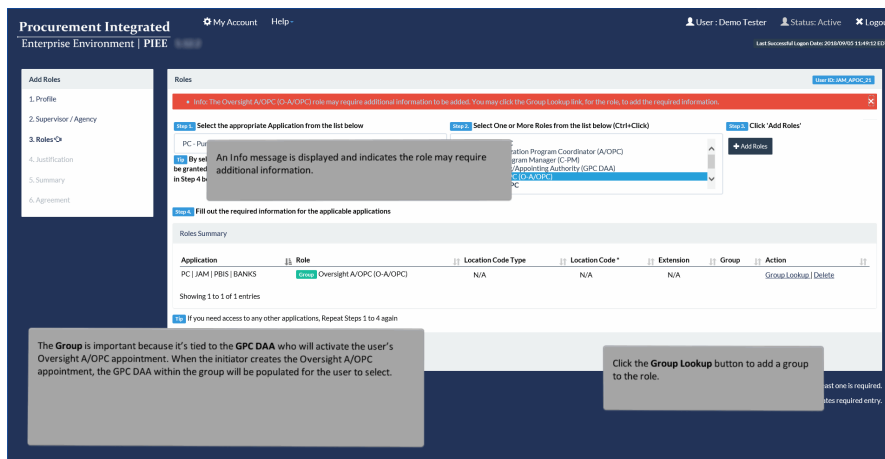 Procurement Integrated
Enterprise Environment | PIEE
My Account Help
User : Demo Tester Status: Active Logou
Last Successful Logon Date: 2018/09/05 11:49:12 ED
Add Roles
1. Profile
2. Supervisor / Agency
3. Roles
4. Justification
5. Summary
6. Agreement
Roles
User ID: JAM_APOC_21
Info: The Oversight A/OPC (O-A/OPC) role may require additional information to be added. You may click the Group Lookup link, for the role, to add the required information.
Step 1. Select the appropriate Application from the list below
Step 2. Select One or More Roles from the list below (Ctrl+Click)
Step 3. Click 'Add Roles'
PC - Pur
ration Program Coordinator (A/OPC)
gram Manager (C-PM)
/Appointing Authority (GPC DAA)
PC (O-A/OPC)
PC
Add Roles
Tip By sel
be granted
in Step 4 b
An Info message is displayed and indicates the role may require
additional information.
Step 4. Fill out the required information for the applicable applications
Roles Summary
Application Role Location Code Type Location Code * Extension Group Action
PC | JAM | PBIS | BANKS Group Oversight A/OPC (O-A/OPC) N/A N/A N/A Group Lookup | Delete
Showing 1 to 1 of 1 entries
Tip If you need access to any other applications, Repeat Steps 1 to 4 again
The Group is important because it's tied to the GPC DAA who will activate the user's
Oversight A/OPC appointment. When the initiator creates the Oversight A/OPC
appointment, the GPC DAA within the group will be populated for the user to select.
Click the Group Lookup button to add a group
to the role.
east one is required.
ates required entry.